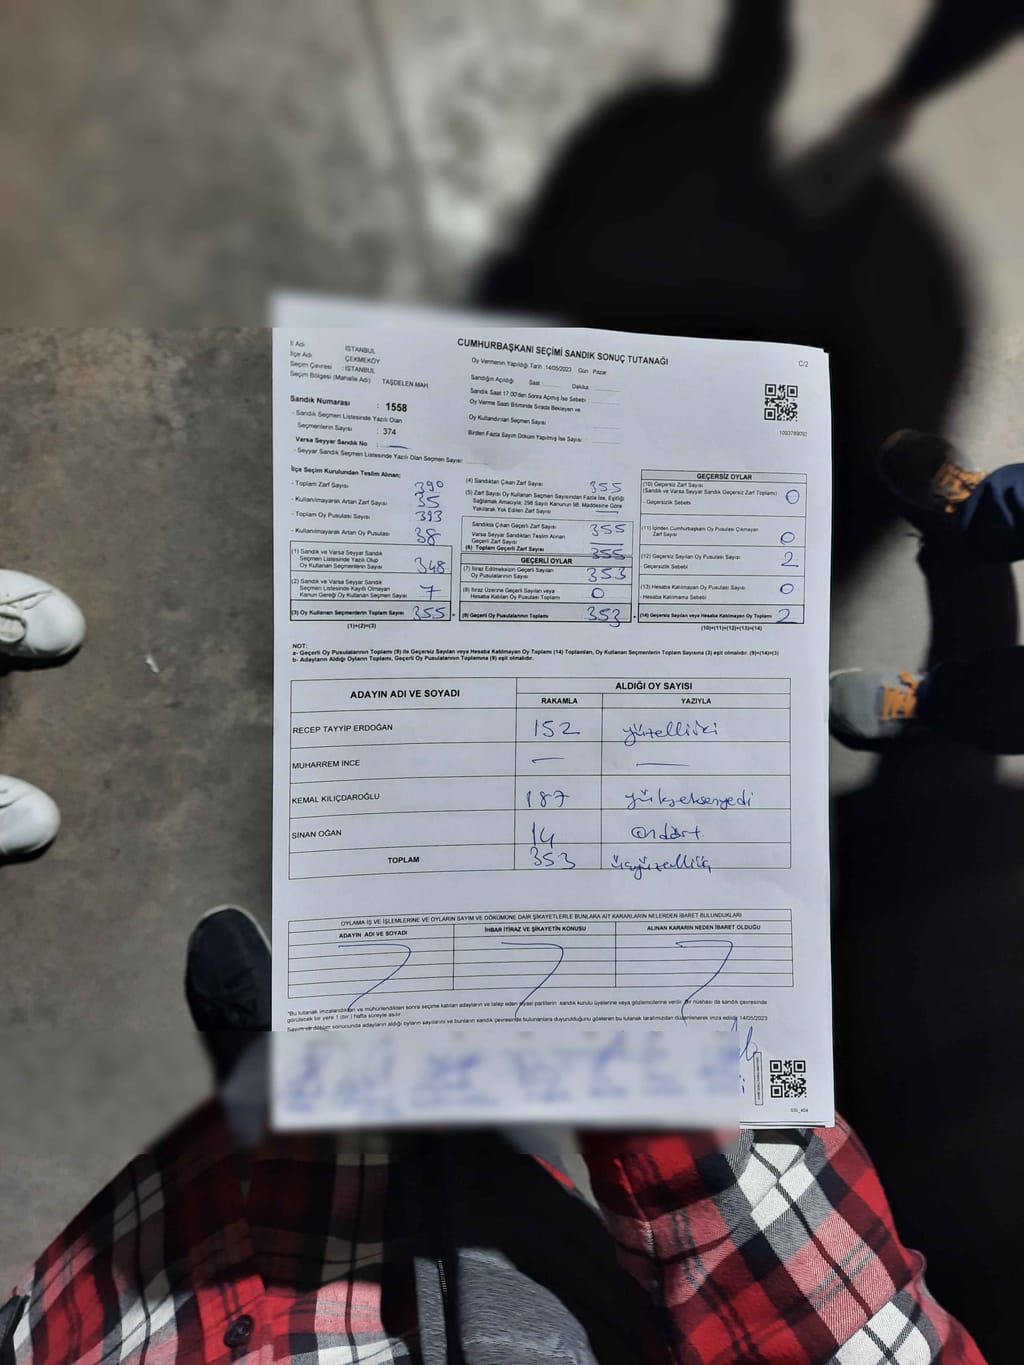 CUMHURBAŞKANI SEÇİMİ SANDIK SONUÇ TUTANAĞI
C/2
İl Adı : İSTANBUL
İlçe Adı : ÇEKMEKÖY
Seçim Çevresi : İSTANBUL
Seçim Bölgesi (Mahalle Adı) : TAŞDELEN MAH
Oy Vermenin Yapıldığı Tarih 14/05/2023 Gün Pazar
Sandığın Açıldığı Saat ...... Dakika ......
Sandık Saat 17.00'den Sonra Açılmış İse Sebebi :
Oy Verme Saati Bitiminde Sırada Bekleyen ve
Oy Kullandırılan Seçmen Sayısı
Birden Fazla Sayım Döküm Yapılmış İse Sayısı :
1093789092
Sandık Numarası : 1558
- Sandık Seçmen Listesinde Yazılı Olan
Seçmenlerin Sayısı : 374
Varsa Seyyar Sandık No : —
- Seyyar Sandık Seçmen Listesinde Yazılı Olan Seçmen Sayısı:
İlçe Seçim Kurulundan Teslim Alınan;
- Toplam Zarf Sayısı 390
- Kullanılmayarak Artan Zarf Sayısı 35
- Toplam Oy Pusulası Sayısı 393
- Kullanılmayarak Artan Oy Pusulası 38
(1) Sandık ve Varsa Seyyar Sandık
Seçmen Listesinde Yazılı Olup
Oy Kullanan Seçmenlerin Sayısı 348
(2) Sandık ve Varsa Seyyar Sandık
Seçmen Listesinde Kayıtlı Olmayan
Kanun Gereği Oy Kullanan Seçmen Sayısı 7
(3) Oy Kullanan Seçmenlerin Toplam Sayısı 355
(1)+(2)=(3)
(4) Sandıktan Çıkan Zarf Sayısı 355
(5) Zarf Sayısı Oy Kullanan Seçmen Sayısından Fazla İse, Eşitliği
Sağlamak Amacıyla, 298 Sayılı Kanunun 98. Maddesine Göre
Yakılarak Yok Edilen Zarf Sayısı —
Sandıkta Çıkan Geçerli Zarf Sayısı 355
Varsa Seyyar Sandıktan Teslim Alınan
Geçerli Zarf Sayısı —
(6) Toplam Geçerli Zarf Sayısı 355
GEÇERLİ OYLAR
(7) İtiraz Edilmeksizin Geçerli Sayılan
Oy Pusulalarının Sayısı 353
(8) İtiraz Üzerine Geçerli Sayılan veya
Hesaba Katılan Oy Pusulası Toplamı 0
(9) Geçerli Oy Pusulalarının Toplamı 353
GEÇERSİZ OYLAR
(10) Geçersiz Zarf Sayısı
(Sandık ve Varsa Seyyar Sandık Geçersiz Zarf Toplamı)
- Geçersizlik Sebebi 0
(11) İçinden Cumhurbaşkanı Oy Pusulası Çıkmayan
Zarf Sayısı 0
(12) Geçersiz Sayılan Oy Pusulası Sayısı 2
- Geçersizlik Sebebi
(13) Hesaba Katılmayan Oy Pusulası Sayısı 0
- Hesaba Katılmama Sebebi
(14) Geçersiz Sayılan veya Hesaba Katılmayan Oy Toplamı 2
(10)+(11)+(12)+(13)=(14)
NOT:
a- Geçerli Oy Pusulalarının Toplamı (9) ile Geçersiz Sayılan veya Hesaba Katılmayan Oy Toplamı (14) Toplamları, Oy Kullanan Seçmenlerin Toplam Sayısına (3) eşit olmalıdır. (9)+(14)=(3)
b- Adayların Aldığı Oyların Toplamı, Geçerli Oy Pusulalarının Toplamına (9) eşit olmalıdır.
ADAYIN ADI VE SOYADI ALDIĞI OY SAYISI
RAKAMLA YAZIYLA
RECEP TAYYİP ERDOĞAN 152 yüzelliiki
MUHARREM İNCE — —
KEMAL KILIÇDAROĞLU 187 yükseksenyedi
SİNAN OĞAN 14 ondört
TOPLAM 353 üçyüzelliüç
OYLAMA İŞ VE İŞLEMLERİNE VE OYLARIN SAYIM VE DÖKÜMÜNE DAİR ŞİKAYETLERLE BUNLARA AİT KARARLARIN NELERDEN İBARET BULUNDUKLARI
ADAYIN ADI VE SOYADI İHBAR İTİRAZ VE ŞİKAYETİN KONUSU ALINAN KARARIN NEDEN İBARET OLDUĞU
"Bu tutanak imzalandıktan ve mühürlendikten sonra seçime katılan adayların ve talep eden siyasi partilerin sandık kurulu üyelerine veya gözlemcilerine verilir. Bir nüshası da sandık çevresinde
görülecek bir yere 1 (bir ) hafta süreyle asılır.
Sayım ve döküm sonucunda adayların aldığı oyların sayılarını ve bunların sandık çevresinde bulunanlara duyurulduğunu gösteren bu tutanak tarafımızdan düzenlenerek imza edildi. 14/05/2023